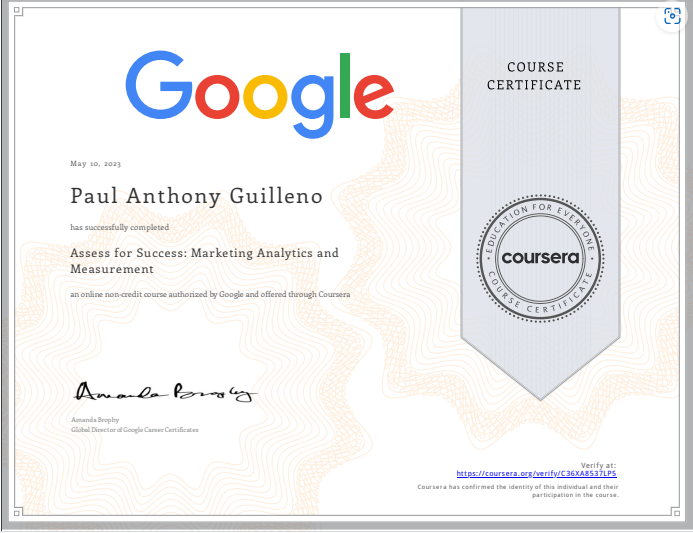 Google
COURSE
CERTIFICATE
May 10, 2023
Paul Anthony Guilleno
has successfully completed
Assess for Success: Marketing Analytics and
Measurement
an online non-credit course authorized by Google and offered through Coursera
EDUCATION FOR EVERYONE
coursera
COURSE CERTIFICATE
Amanda Brophy
Amanda Brophy
Global Director of Google Career Certificates
Verify at:
https://coursera.org/verify/C36XA8537LP5
Coursera has confirmed the identity of this individual and their
participation in the course.